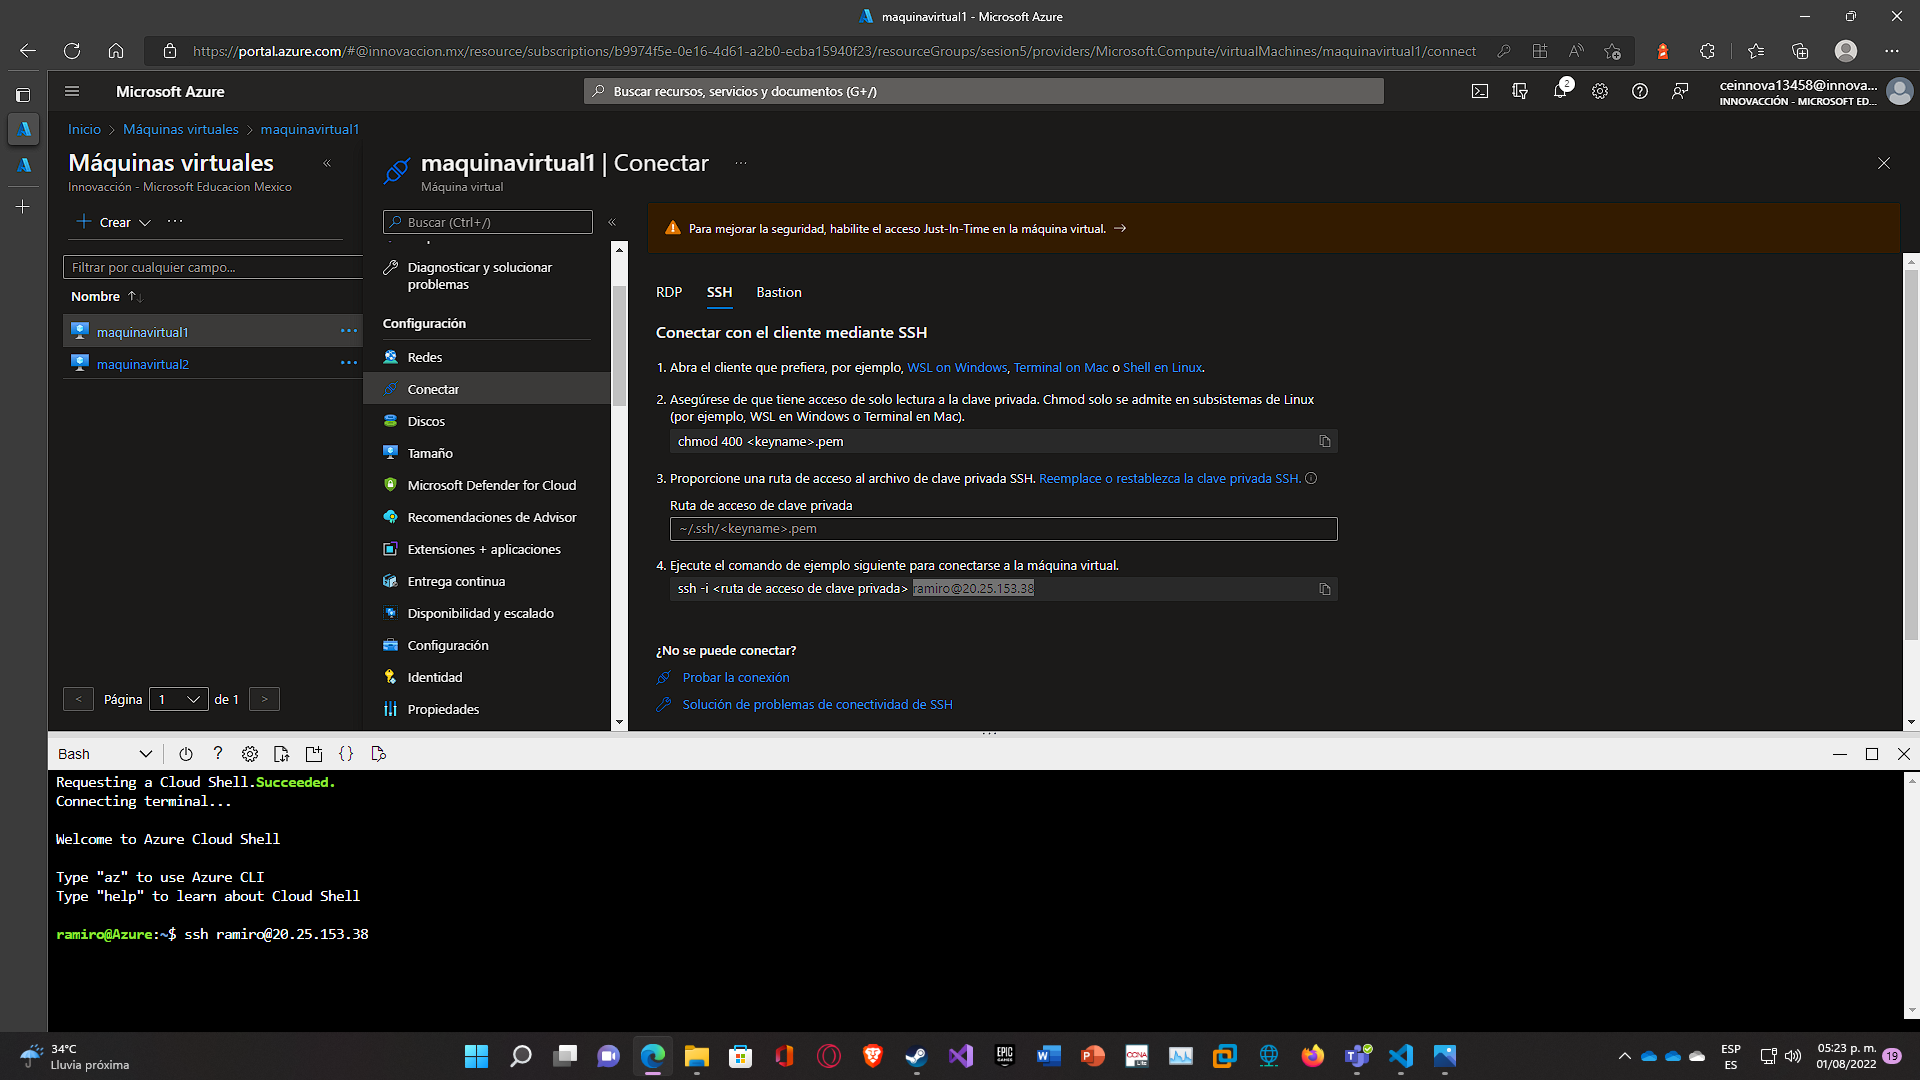 maquinavirtual1 - Microsoft Azure
https://portal.azure.com/#@innovaccion.mx/resource/subscriptions/b9974f5e-0e16-4d61-a2b0-ecba15940f23/resourceGroups/sesion5/providers/Microsoft.Compute/virtualMachines/maquinavirtual1/connect
Microsoft Azure
Buscar recursos, servicios y documentos (G+/)
2
ceinnova13458@innova...
INNOVACCIÓN - MICROSOFT ED...
Inicio > Máquinas virtuales > maquinavirtual1
Máquinas virtuales
Innovacción - Microsoft Educacion Mexico
+ Crear ...
Filtrar por cualquier campo...
Nombre ↑↓
maquinavirtual1 ...
maquinavirtual2 ...
< Página 1 de 1 >
maquinavirtual1 | Conectar ...
Máquina virtual
Buscar (Ctrl+/)
Diagnosticar y solucionar
problemas
Configuración
Redes
Conectar
Discos
Tamaño
Microsoft Defender for Cloud
Recomendaciones de Advisor
Extensiones + aplicaciones
Entrega continua
Disponibilidad y escalado
Configuración
Identidad
Propiedades
Para mejorar la seguridad, habilite el acceso Just-In-Time en la máquina virtual. →
RDP SSH Bastion
Conectar con el cliente mediante SSH
1. Abra el cliente que prefiera, por ejemplo, WSL on Windows, Terminal on Mac o Shell en Linux.
2. Asegúrese de que tiene acceso de solo lectura a la clave privada. Chmod solo se admite en subsistemas de Linux
(por ejemplo, WSL en Windows o Terminal en Mac).
chmod 400 <keyname>.pem
3. Proporcione una ruta de acceso al archivo de clave privada SSH. Reemplace o restablezca la clave privada SSH.
Ruta de acceso de clave privada
~/.ssh/<keyname>.pem
4. Ejecute el comando de ejemplo siguiente para conectarse a la máquina virtual.
ssh -i <ruta de acceso de clave privada> ramiro@20.25.153.38
¿No se puede conectar?
Probar la conexión
Solución de problemas de conectividad de SSH
Bash
Requesting a Cloud Shell.Succeeded.
Connecting terminal...
Welcome to Azure Cloud Shell
Type "az" to use Azure CLI
Type "help" to learn about Cloud Shell
ramiro@Azure:~$ ssh ramiro@20.25.153.38
34°C
Lluvia próxima
EPIC
GAMES
CCNA
Lite
ESP
ES
05:23 p. m.
01/08/2022
19